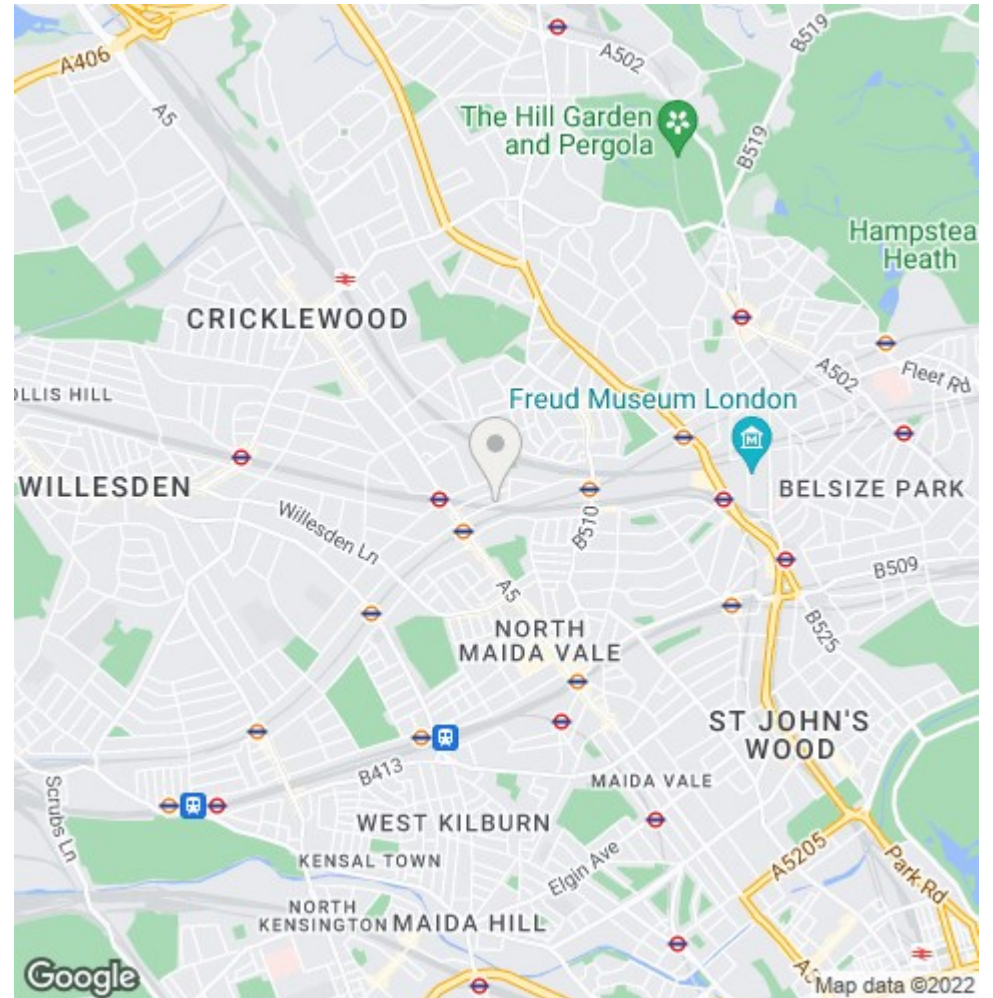 A406
A5
A502
B519
The Hill Garden
and Pergola
B519
Hampstea
Heath
CRICKLEWOOD
OLLIS HILL
A502
Fleet Rd
Freud Museum London
M
WILLESDEN
BELSIZE PARK
Willesden Ln
B510
A5
B509
NORTH
MAIDA VALE
B525
ST JOHN'S
WOOD
B413
MAIDA VALE
Scrubs Ln
WEST KILBURN
KENSAL TOWN
Elgin Ave
A5205
Park Rd
NORTH
KENSINGTON
MAIDA HILL
A5
Google
Map data ©2022